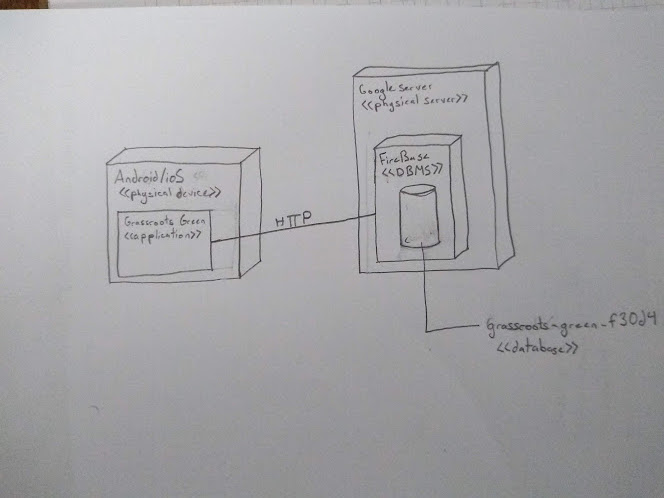 Google server
<<physical server>>
FireBase
<<DBMS>>
Android/ioS
<<physical device>>
Grassroots Green
<<application>>
HTTP
grassroots-green-f30d4
<<database>>